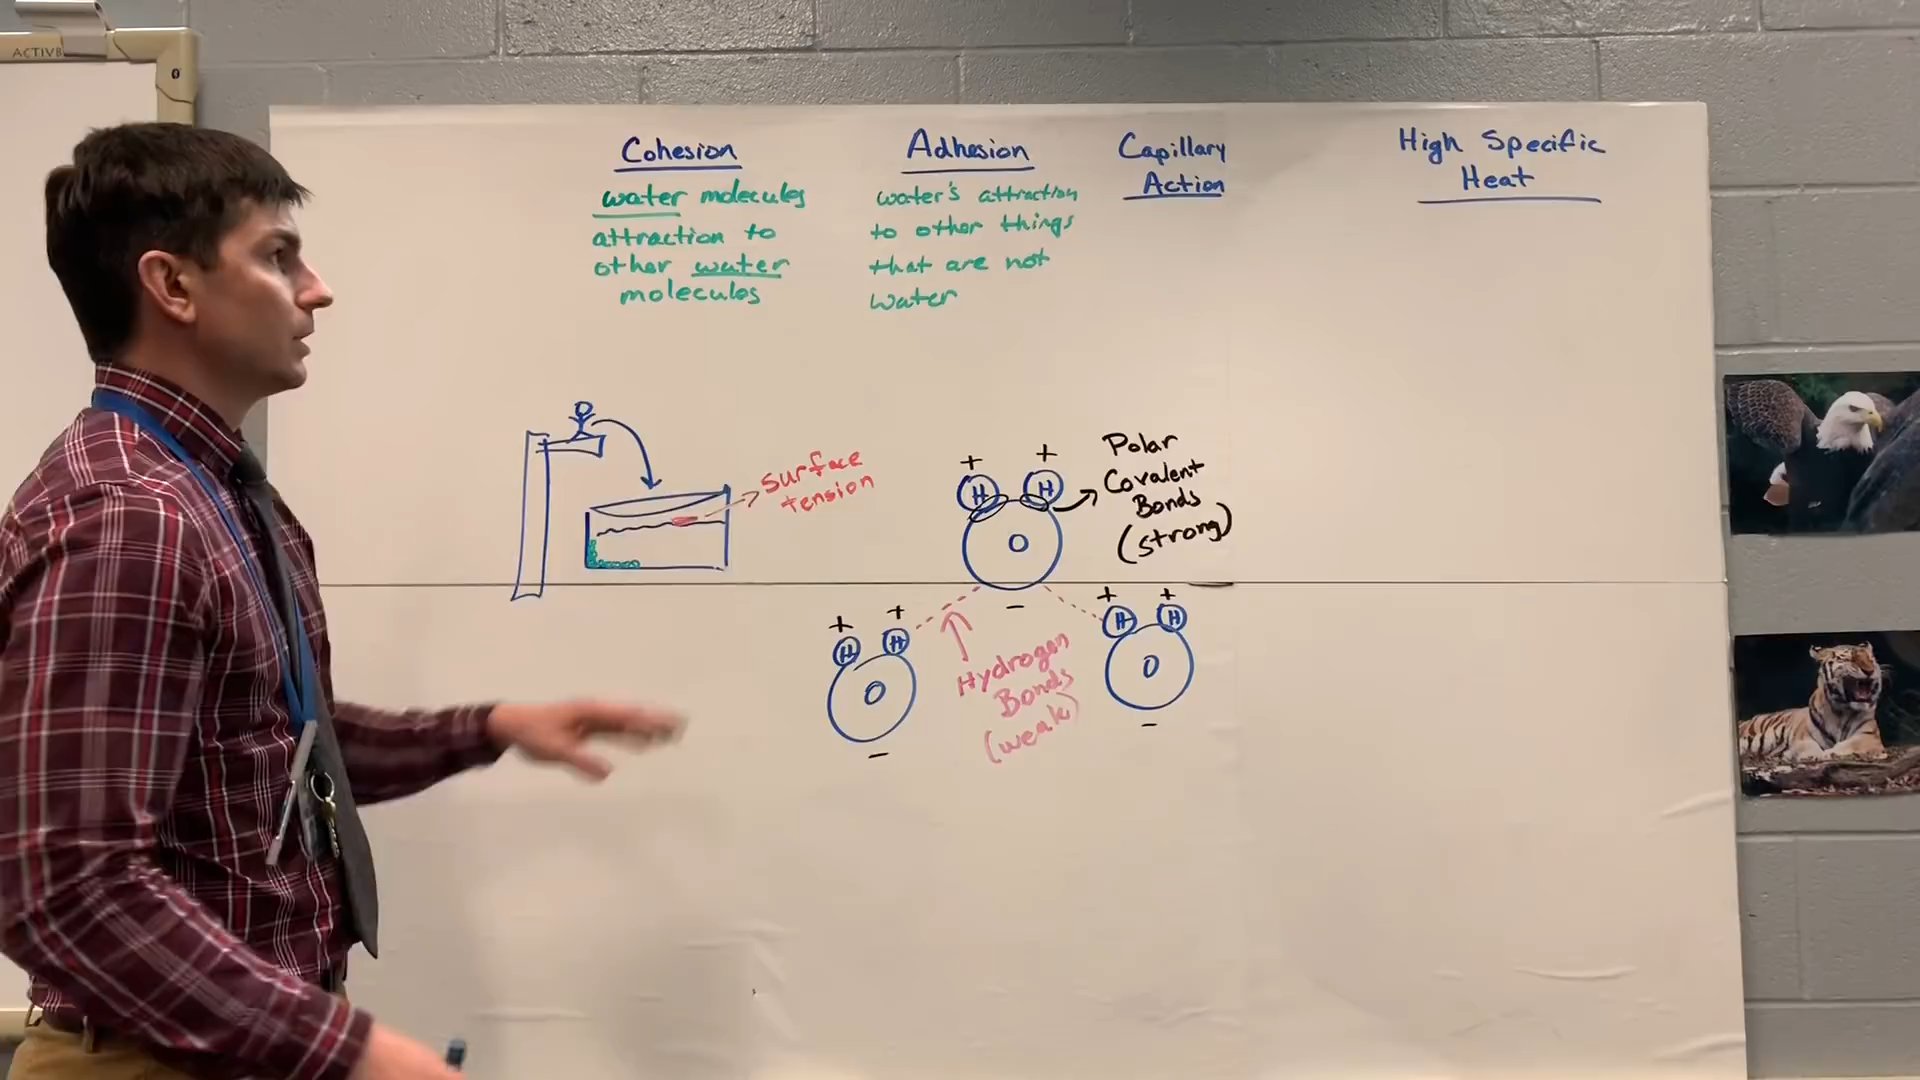 ACTIVB
Cohesion
water molecules
attraction to
other water
molecules
Adhesion
water's attraction
to other things
that are not
water
Capillary
Action
High Specific
Heat
surface
tension
+ +
H H
O
-
Polar
Covalent
Bonds
(strong)
+ +
H H
O
-
Hydrogen
Bonds
(weak)
+ +
H H
O
-